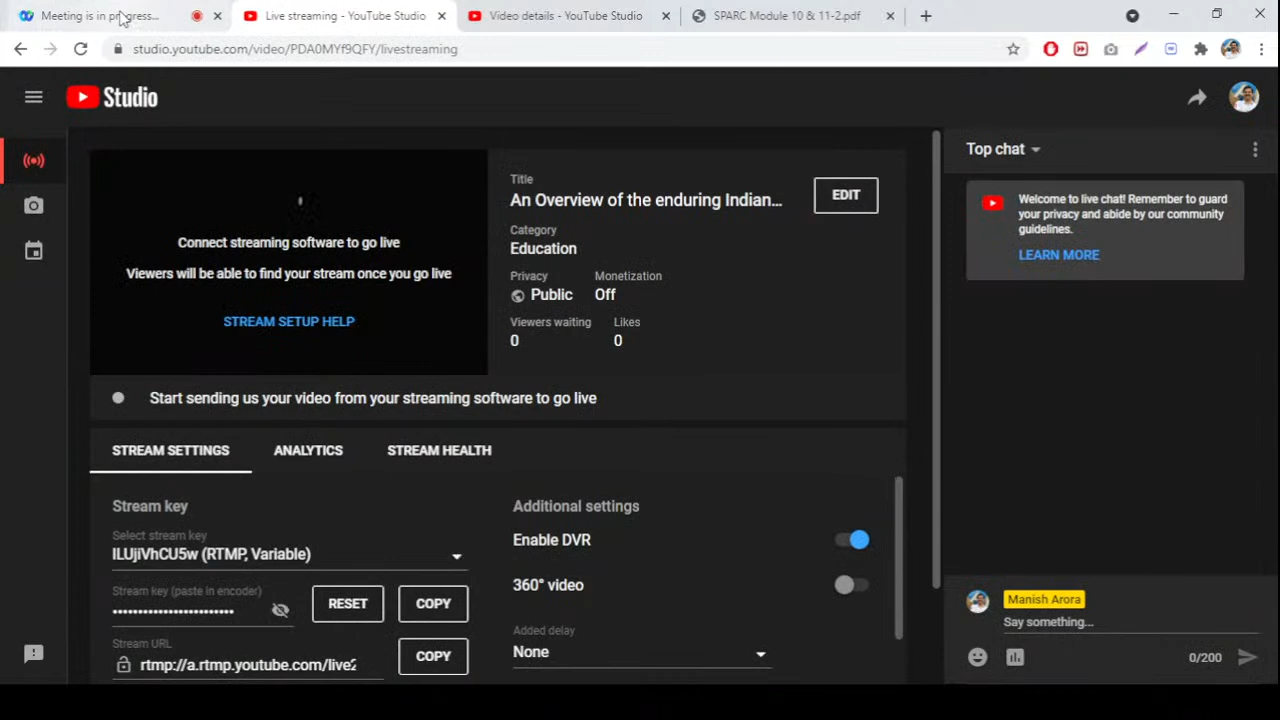 Meeting is in progress...
Live streaming - YouTube Studio
Video details - YouTube Studio
SPARC Module 10 & 11-2.pdf
studio.youtube.com/video/PDA0MYf9QFY/livestreaming
Studio
Connect streaming software to go live
Viewers will be able to find your stream once you go live
STREAM SETUP HELP
Title
An Overview of the enduring Indian...
EDIT
Category
Education
Privacy
Monetization
Public
Off
Viewers waiting
Likes
0
0
Start sending us your video from your streaming software to go live
STREAM SETTINGS
ANALYTICS
STREAM HEALTH
Stream key
Select stream key
ILUjiVhCU5w (RTMP, Variable)
Stream key (paste in encoder)
••••••••••••••••••••••••
RESET
COPY
Stream URL
rtmp://a.rtmp.youtube.com/live2
COPY
Additional settings
Enable DVR
360° video
Added delay
None
Top chat
Welcome to live chat! Remember to guard
your privacy and abide by our community
guidelines.
LEARN MORE
Manish Arora
Say something...
0/200